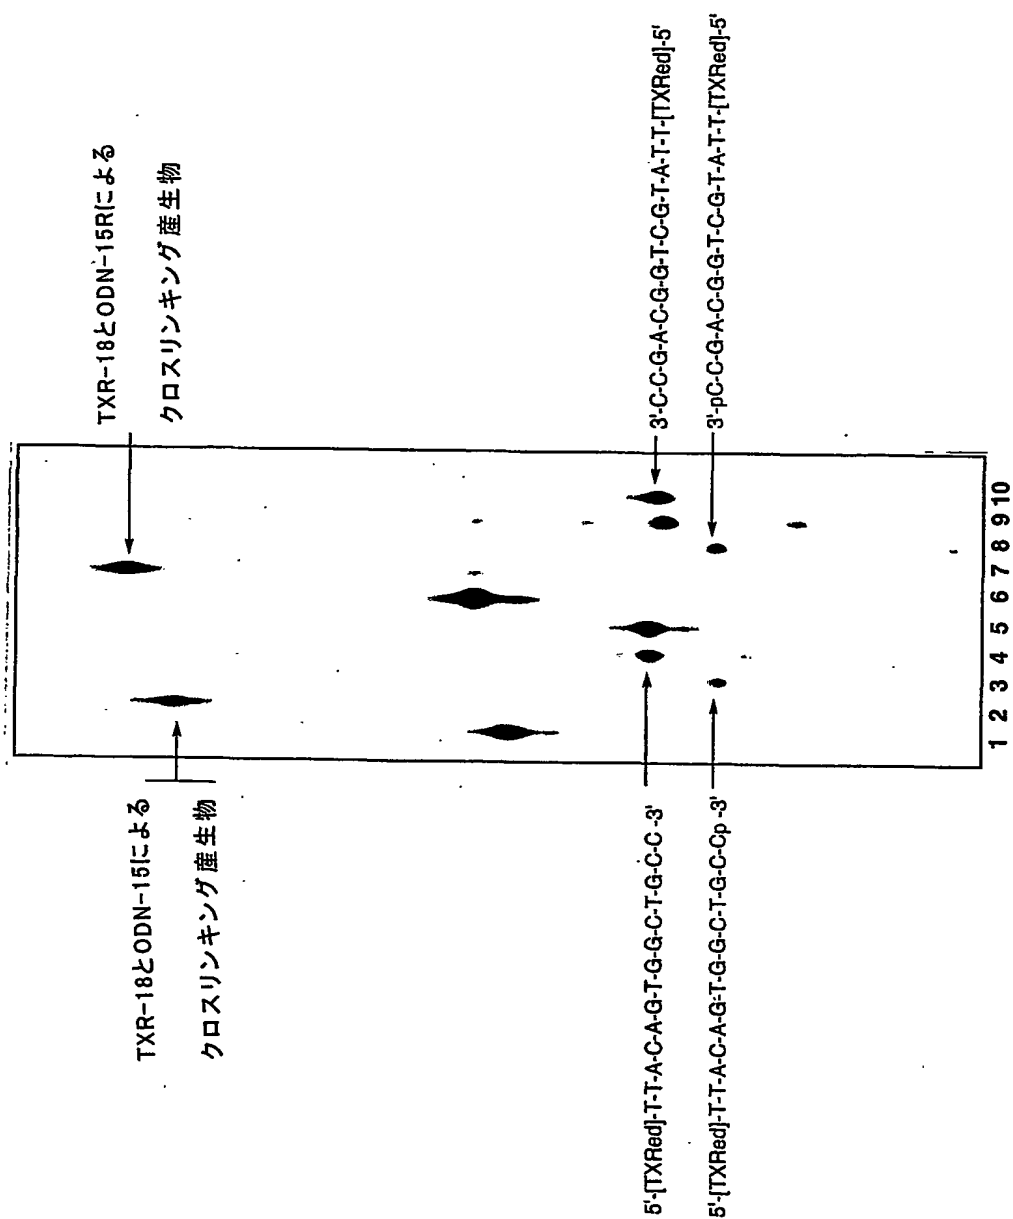 TXR-18とODN-15Rによる
クロスリンキング産生物
3'-C-C-G-A-C-G-G-T-C-G-T-A-T-T-[TXRed]-5'
3'-pC-C-G-A-C-G-G-T-C-G-T-A-T-T-[TXRed]-5'
1 2 3 4 5 6 7 8 9 10
TXR-18とODN-15による
クロスリンキング産生物
5'-[TXRed]-T-T-A-C-A-G-T-G-G-C-T-G-C-C-3'
5'-[TXRed]-T-T-A-C-A-G-T-G-G-C-T-G-C-Cp -3'